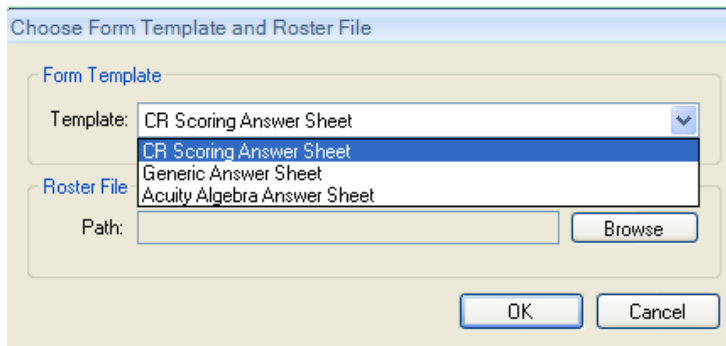 Choose Form Template and Roster File
Form Template
Template: CR Scoring Answer Sheet
CR Scoring Answer Sheet
Generic Answer Sheet
Acuity Algebra Answer Sheet
Roster File
Path: Browse
OK Cancel